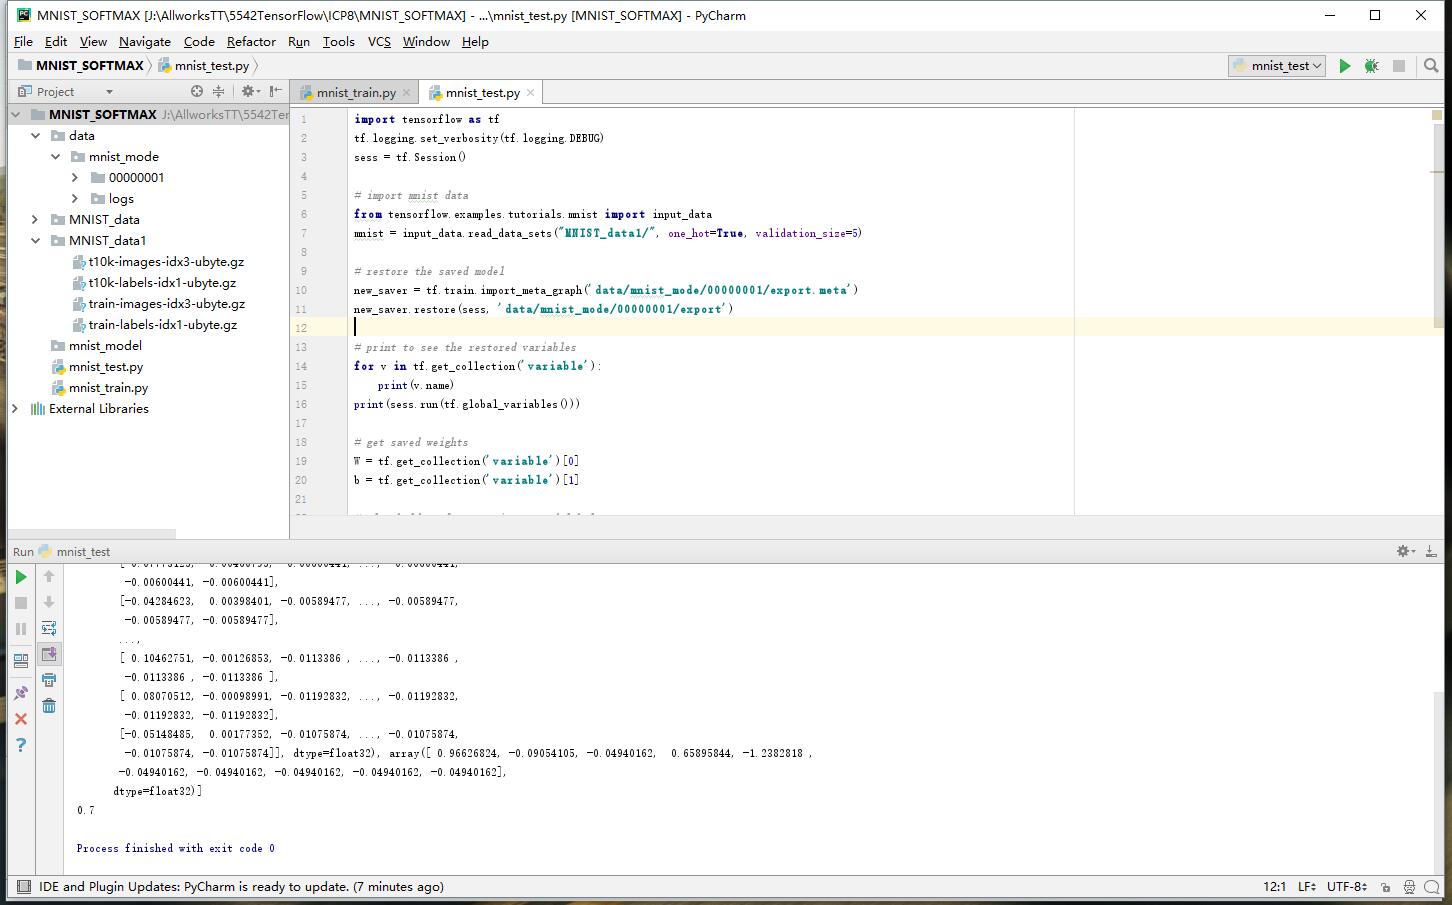 MNIST_SOFTMAX [J:\AllworksTT\5542TensorFlow\ICP8\MNIST_SOFTMAX] - ...\mnist_test.py [MNIST_SOFTMAX] - PyCharm
File Edit View Navigate Code Refactor Run Tools VCS Window Help
MNIST_SOFTMAX mnist_test.py
mnist_test
Project
mnist_train.py mnist_test.py
MNIST_SOFTMAX J:\AllworksTT\5542Ter
data
mnist_mode
00000001
logs
MNIST_data
MNIST_data1
t10k-images-idx3-ubyte.gz
t10k-labels-idx1-ubyte.gz
train-images-idx3-ubyte.gz
train-labels-idx1-ubyte.gz
mnist_model
mnist_test.py
mnist_train.py
External Libraries
1 import tensorflow as tf
2 tf.logging.set_verbosity(tf.logging.DEBUG)
3 sess = tf.Session()
4
5 # import mnist data
6 from tensorflow.examples.tutorials.mnist import input_data
7 mnist = input_data.read_data_sets("MNIST_data1/", one_hot=True, validation_size=5)
8
9 # restore the saved model
10 new_saver = tf.train.import_meta_graph('data/mnist_mode/00000001/export.meta')
11 new_saver.restore(sess, 'data/mnist_mode/00000001/export')
12
13 # print to see the restored variables
14 for v in tf.get_collection('variable'):
15 print(v.name)
16 print(sess.run(tf.global_variables()))
17
18 # get saved weights
19 W = tf.get_collection('variable')[0]
20 b = tf.get_collection('variable')[1]
21
Run mnist_test
-0.00600441, -0.00600441],
[-0.04284623, 0.00398401, -0.00589477, ..., -0.00589477,
-0.00589477, -0.00589477],
...,
[ 0.10462751, -0.00126853, -0.0113386 , ..., -0.0113386 ,
-0.0113386 , -0.0113386 ],
[ 0.08070512, -0.00098991, -0.01192832, ..., -0.01192832,
-0.01192832, -0.01192832],
[-0.05148485, 0.00177352, -0.01075874, ..., -0.01075874,
-0.01075874, -0.01075874]], dtype=float32), array([ 0.96626824, -0.09054105, -0.04940162, 0.65895844, -1.2382818 ,
-0.04940162, -0.04940162, -0.04940162, -0.04940162, -0.04940162],
dtype=float32)]
0.7
Process finished with exit code 0
IDE and Plugin Updates: PyCharm is ready to update. (7 minutes ago)
12:1 LF UTF-8